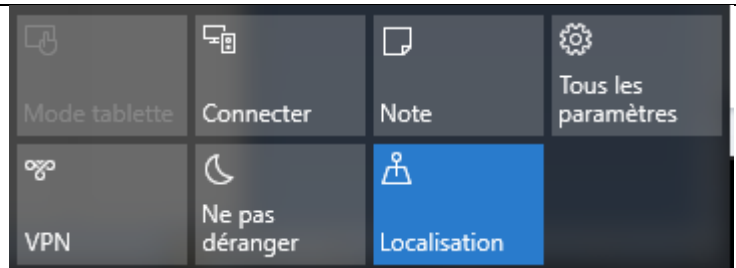 Mode tablette
Connecter
Note
Tous les
paramètres
VPN
Ne pas
déranger
Localisation